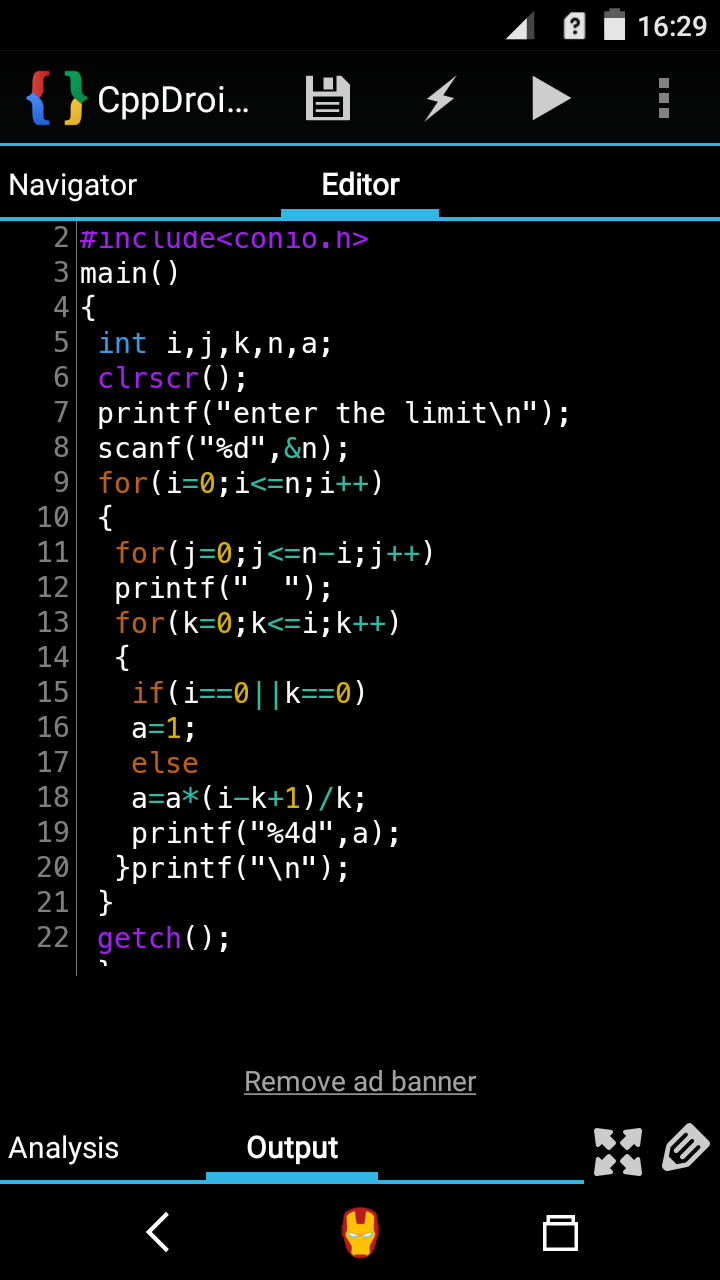 16:29
CppDroi...
Navigator Editor
2 #include<conio.h>
3 main()
4 {
5 int i,j,k,n,a;
6 clrscr();
7 printf("enter the limit\n");
8 scanf("%d",&n);
9 for(i=0;i<=n;i++)
10 {
11 for(j=0;j<=n-i;j++)
12 printf("  ");
13 for(k=0;k<=i;k++)
14 {
15 if(i==0||k==0)
16 a=1;
17 else
18 a=a*(i-k+1)/k;
19 printf("%4d",a);
20 }printf("\n");
21 }
22 getch();
}
Remove ad banner
Analysis Output